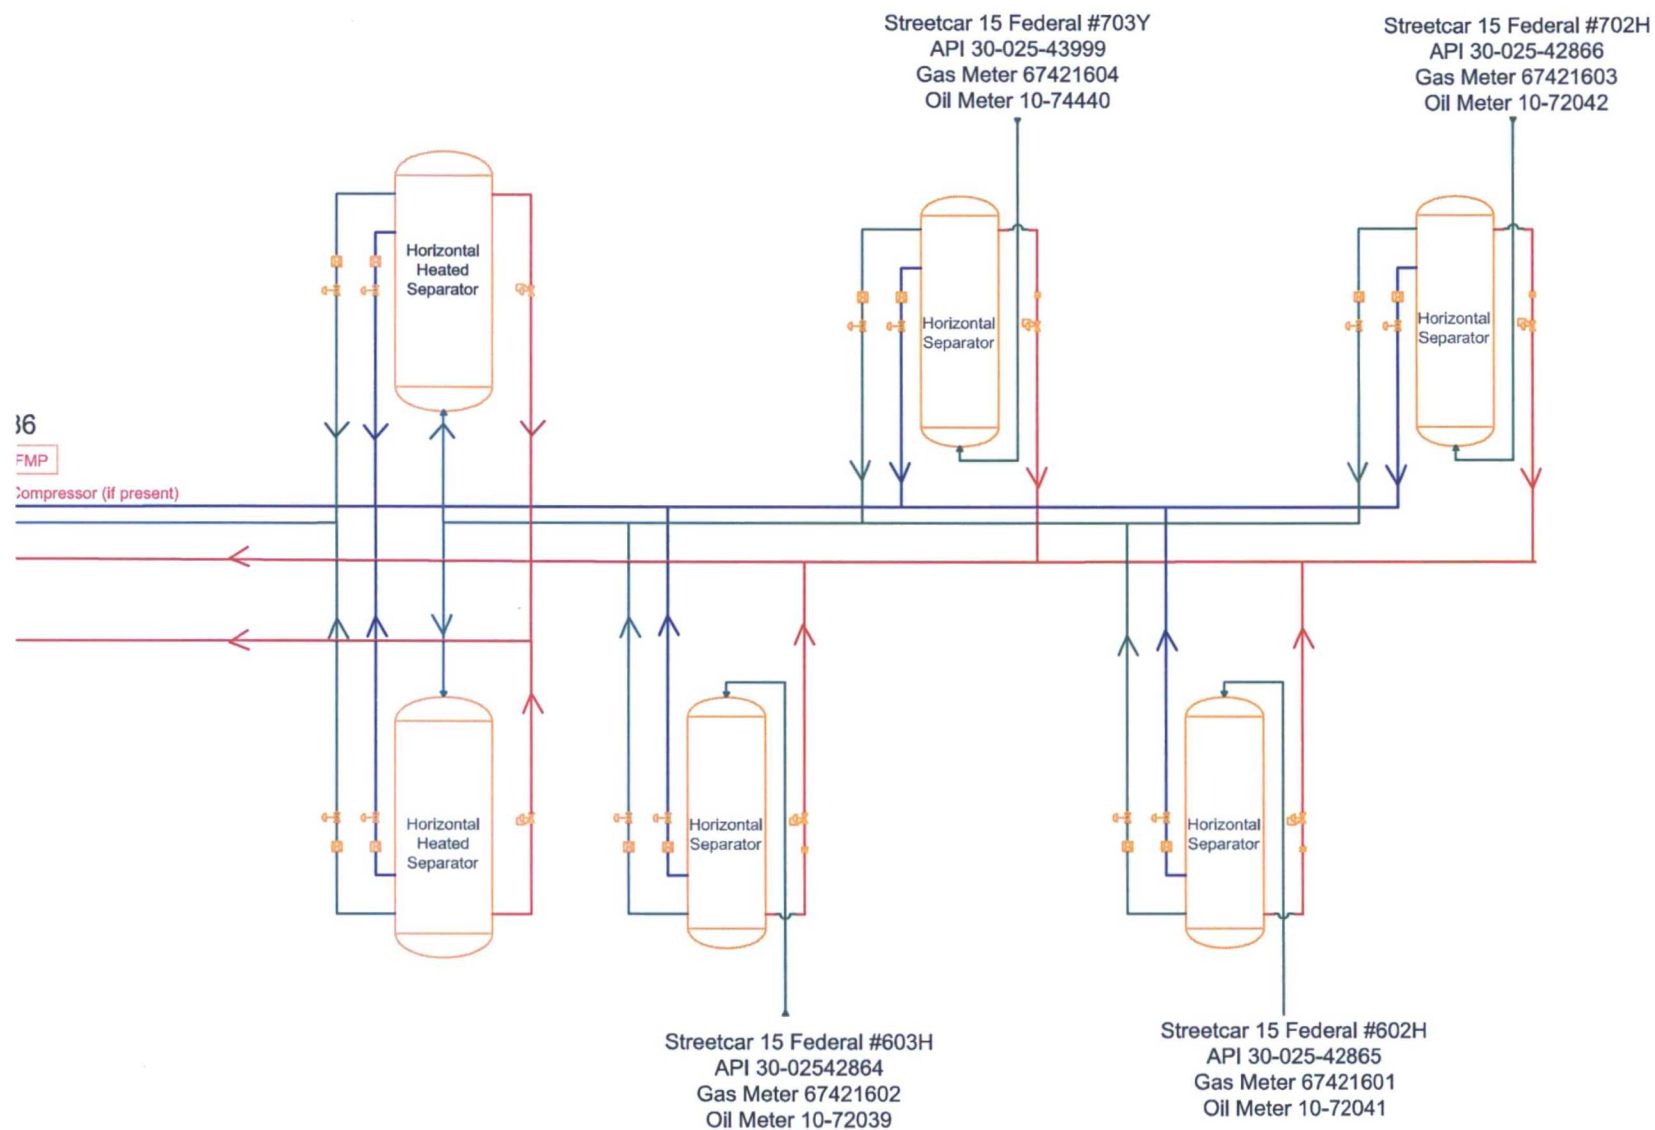 Streetcar 15 Federal #703Y
API 30-025-43999
Gas Meter 67421604
Oil Meter 10-74440
Streetcar 15 Federal #702H
API 30-025-42866
Gas Meter 67421603
Oil Meter 10-72042
Horizontal
Heated
Separator
Horizontal
Separator
Horizontal
Separator
36
FMP
Compressor (if present)
Horizontal
Heated
Separator
Horizontal
Separator
Horizontal
Separator
Streetcar 15 Federal #603H
API 30-02542864
Gas Meter 67421602
Oil Meter 10-72039
Streetcar 15 Federal #602H
API 30-025-42865
Gas Meter 67421601
Oil Meter 10-72041